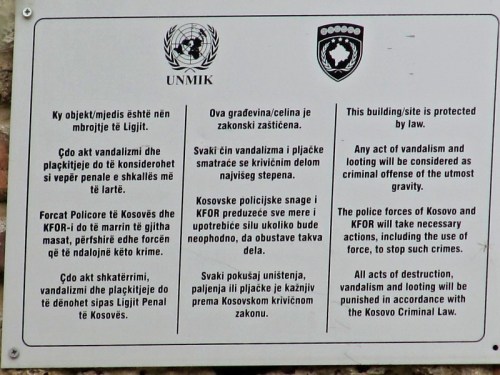 UNMIK
Ky objekt/mjedis është nën
mbrojtje të Ligjit.
Çdo akt vandalizmi dhe
plaçkitjeje do të konsiderohet
si vepër penale e shkallës më
të lartë.
Forcat Policore të Kosovës dhe
KFOR-i do të marrin të gjitha
masat, përfshirë edhe forcën
që të ndalojnë këto krime.
Çdo akt shkatërrimi,
vandalizmi dhe plaçkitjeje do
të dënohet sipas Ligjit Penal
të Kosovës.
Ova građevina/celina je
zakonski zaštićena.
Svaki čin vandalizma i pljačke
smatraće se krivičnim delom
najvišeg stepena.
Kosovske policijske snage i
KFOR preduzeće sve mere i
upotrebiće silu ukoliko bude
neophodno, da obustave takva
dela.
Svaki pokušaj uništenja,
paljenja ili pljačke je kažnjiv
prema Kosovskom krivičnom
zakonu.
This building/site is protected
by law.
Any act of vandalism and
looting will be considered as
criminal offense of the utmost
gravity.
The police forces of Kosovo and
KFOR will take necessary
actions, including the use of
force, to stop such crimes.
All acts of destruction,
vandalism and looting will be
punished in accordance with
the Kosovo Criminal Law.